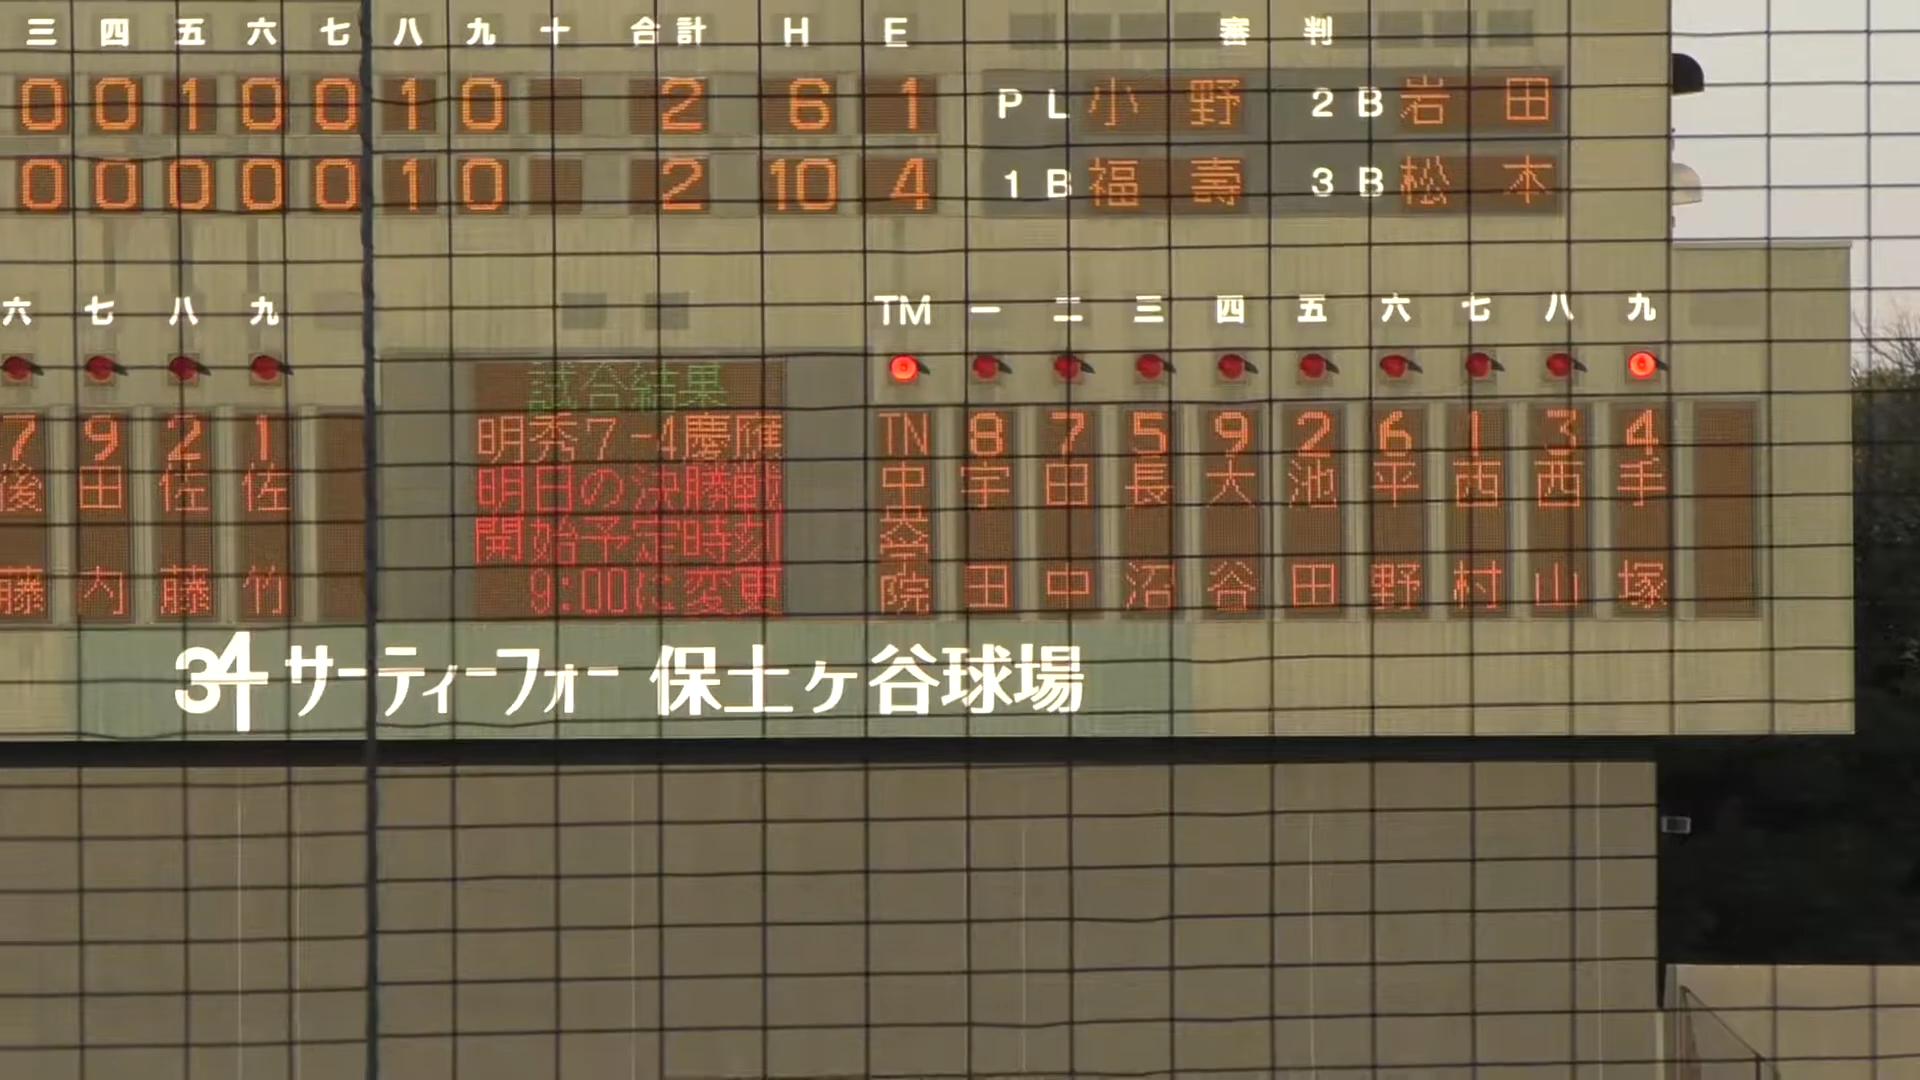 三 四 五 六 七 八 九 十 合計 H E 審 判
0 0 1 0 0 1 0 2 6 1 PL 小野 2B 岩田
0 0 0 0 0 1 0 2 10 4 1B 福壽 3B 松本
六 七 八 九 TM 一 二 三 四 五 六 七 八 九
7 9 2 1 TN 8 7 5 9 2 6 1 3 4
後藤 田内 佐藤 佐竹
試合結果
明秀7-4慶應
明日の決勝戦
開始予定時刻
9:00に変更
中央学院 宇田 田中 長沼 大谷 池田 平野 西村 西山 手塚
34 サーティーフォー 保土ヶ谷球場